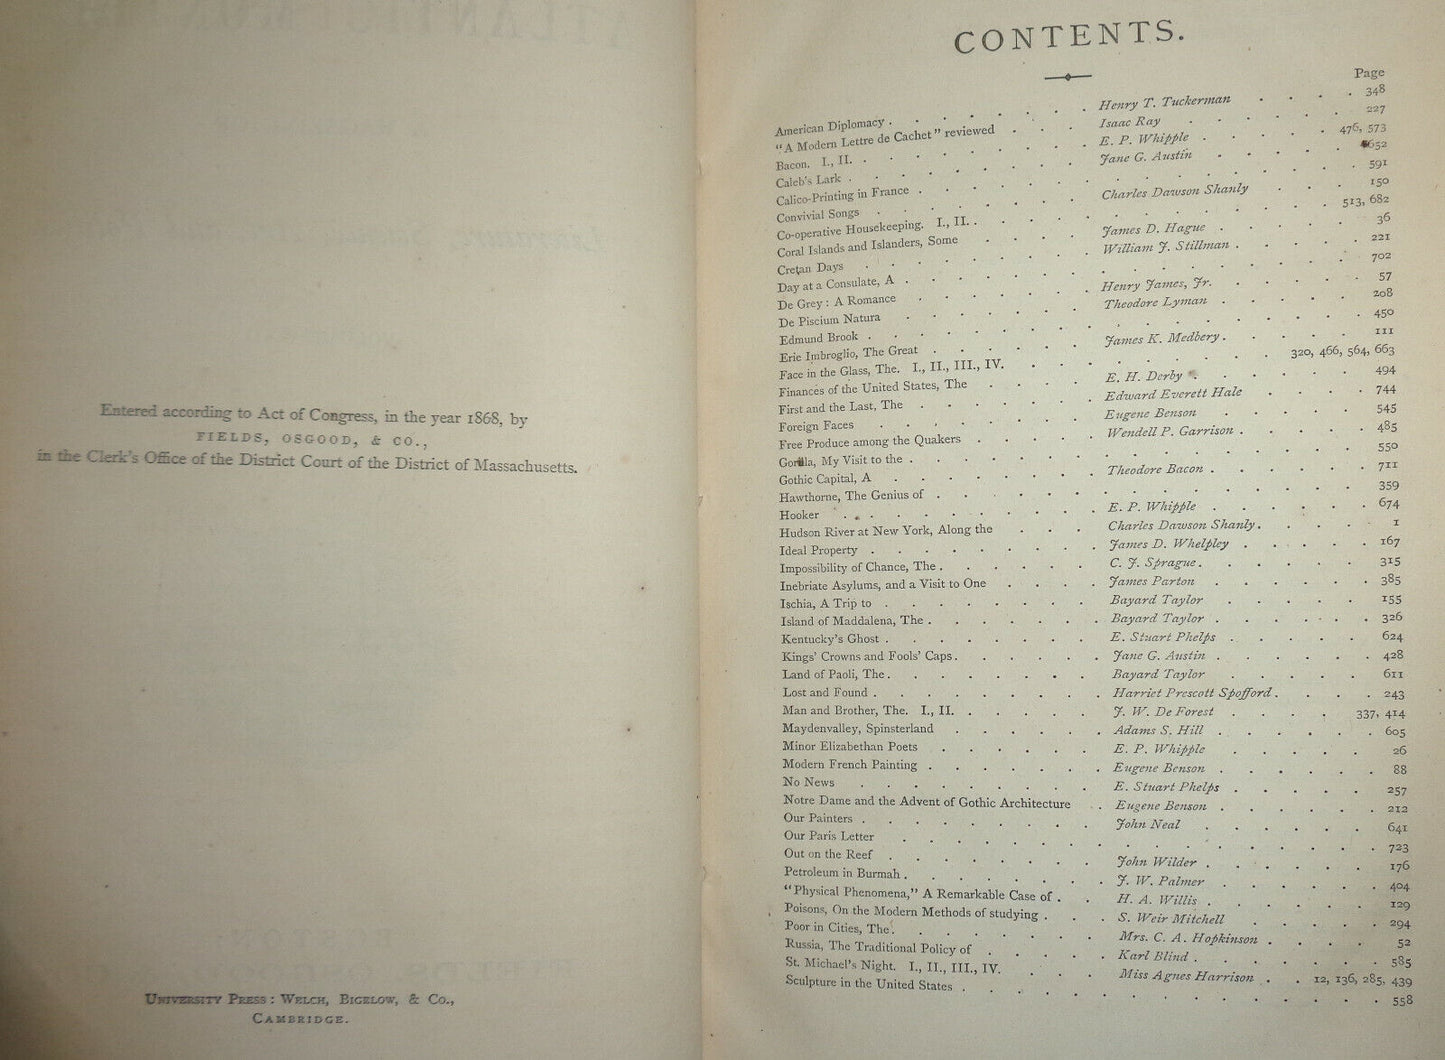 Entered according to Act of Congress, in the year 1868, by
FIELDS, OSGOOD, & CO.,
in the Clerk's Office of the District Court of the District of Massachusetts.
University Press: Welch, Bigelow, & Co.,
Cambridge.
CONTENTS.
Page
American Diplomacy . . . . . . Henry T. Tuckerman . . . . 348
"A Modern Lettre de Cachet" reviewed . . . Isaac Ray . . . . . 227
Bacon. I., II. . . . . . . E. P. Whipple . . . . 476, 573
Caleb's Lark . . . . . . Jane G. Austin . . . . 652
Calico-Printing in France . . . . . . . . . 591
Convivial Songs . . . . . . Charles Dawson Shanly . . . 150
Co-operative Housekeeping. I., II. . . . . . . . 513, 682
Coral Islands and Islanders, Some . . . . James D. Hague . . . . 36
Cretan Days . . . . . . William J. Stillman . . . . 221
Day at a Consulate, A . . . . . . . . . 702
De Grey: A Romance . . . . . Henry James, Jr. . . . . 57
De Piscium Natura . . . . . . Theodore Lyman . . . . 208
Edmund Brook . . . . . . . . . . 450
Erie Imbroglio, The Great . . . . . James K. Medbery . . . . 111
Face in the Glass, The. I., II., III., IV. . . . . . 320, 466, 564, 663
Finances of the United States, The . . . . E. H. Derby . . . . 494
First and the Last, The . . . . . Edward Everett Hale . . . 744
Foreign Faces . . . . . . Eugene Benson . . . . 545
Free Produce among the Quakers . . . . Wendell P. Garrison . . . . 485
Gorilla, My Visit to the . . . . . . . . . 550
Gothic Capital, A . . . . . . Theodore Bacon . . . . 711
Hawthorne, The Genius of . . . . . . . . . 359
Hooker . . . . . . E. P. Whipple . . . . 674
Hudson River at New York, Along the . . . Charles Dawson Shanly . . . . 1
Ideal Property . . . . . . James D. Whelpley . . . . 167
Impossibility of Chance, The . . . . . C. J. Sprague . . . . 315
Inebriate Asylums, and a Visit to One . . . . James Parton . . . . 385
Ischia, A Trip to . . . . . . Bayard Taylor . . . . 155
Island of Maddalena, The . . . . . Bayard Taylor . . . . 326
Kentucky's Ghost . . . . . . E. Stuart Phelps . . . . 624
Kings' Crowns and Fools' Caps . . . . . Jane G. Austin . . . . 428
Land of Paoli, The . . . . . . Bayard Taylor . . . . 611
Lost and Found . . . . . . Harriet Prescott Spofford . . . 243
Man and Brother, The. I., II. . . . . . J. W. De Forest . . . . 337, 414
Maydenvalley, Spinsterland . . . . . Adams S. Hill . . . . 605
Minor Elizabethan Poets . . . . . E. P. Whipple . . . . 26
Modern French Painting . . . . . . Eugene Benson . . . . 88
No News . . . . . . E. Stuart Phelps . . . . 257
Notre Dame and the Advent of Gothic Architecture . . Eugene Benson . . . . 212
Our Painters . . . . . . John Neal . . . . 641
Our Paris Letter . . . . . . . . . . 723
Out on the Reef . . . . . . John Wilder . . . . 176
Petroleum in Burmah . . . . . . J. W. Palmer . . . . 404
"Physical Phenomena," A Remarkable Case of . . H. A. Willis . . . . 129
Poisons, On the Modern Methods of studying . . . S. Weir Mitchell . . . . 294
Poor in Cities, The . . . . . . Mrs. C. A. Hopkinson . . . 52
Russia, The Traditional Policy of . . . . Karl Blind . . . . 585
St. Michael's Night. I., II., III., IV. . . . Miss Agnes Harrison . . 12, 136, 285, 439
Sculpture in the United States . . . . . . . . 558